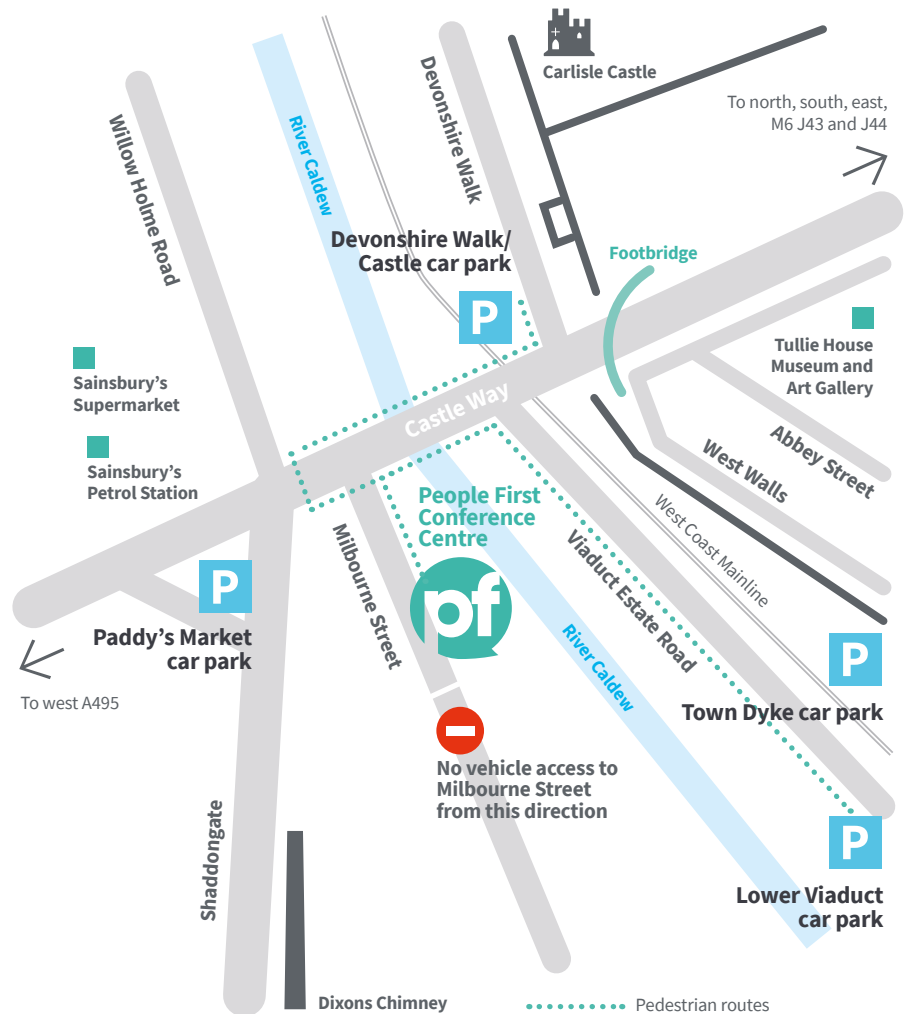 Carlisle Castle
To north, south, east,
M6 J43 and J44
Willow Holme Road
River Caldew
Devonshire Walk
Devonshire Walk/
Castle car park
P
Footbridge
Tullie House
Museum and
Art Gallery
Sainsbury's
Supermarket
Sainsbury's
Petrol Station
Castle Way
Abbey Street
West Walls
West Coast Mainline
People First
Conference
Centre
pf
Milbourne Street
Viaduct Estate Road
River Caldew
P
Paddy's Market
car park
To west A495
P
Town Dyke car park
No vehicle access to
Milbourne Street
from this direction
Shaddongate
P
Lower Viaduct
car park
Dixons Chimney
Pedestrian routes